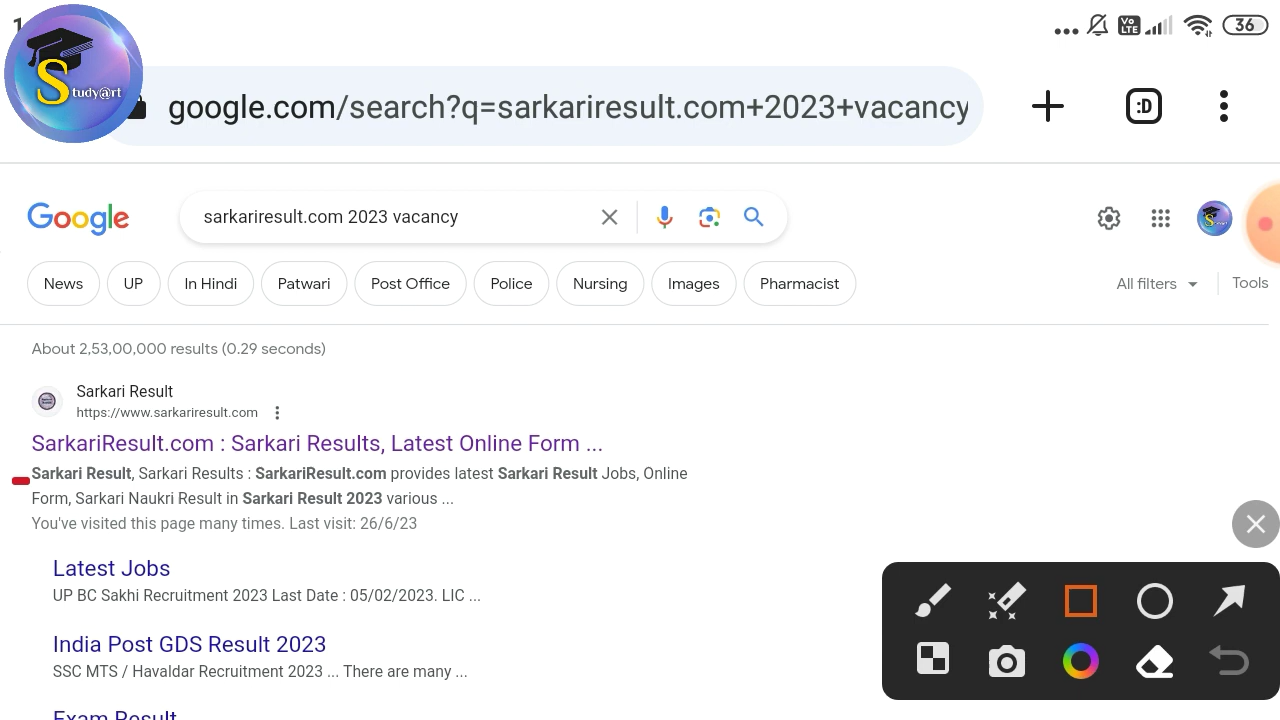 Study@rt
Vo
LTE
36
google.com/search?q=sarkariresult.com+2023+vacancy
:D
Google
sarkariresult.com 2023 vacancy
News
UP
In Hindi
Patwari
Post Office
Police
Nursing
Images
Pharmacist
All filters
Tools
About 2,53,00,000 results (0.29 seconds)
Sarkari Result
https://www.sarkariresult.com
SarkariResult.com : Sarkari Results, Latest Online Form ...
Sarkari Result, Sarkari Results : SarkariResult.com provides latest Sarkari Result Jobs, Online
Form, Sarkari Naukri Result in Sarkari Result 2023 various ...
You've visited this page many times. Last visit: 26/6/23
Latest Jobs
UP BC Sakhi Recruitment 2023 Last Date : 05/02/2023. LIC ...
India Post GDS Result 2023
SSC MTS / Havaldar Recruitment 2023 ... There are many ...
Exam Result